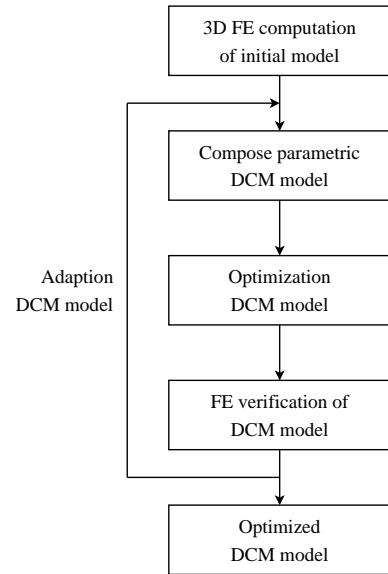 3D FE computation
of initial model
Compose parametric
DCM model
Adaption
DCM model
Optimization
DCM model
FE verification of
DCM model
Optimized
DCM model